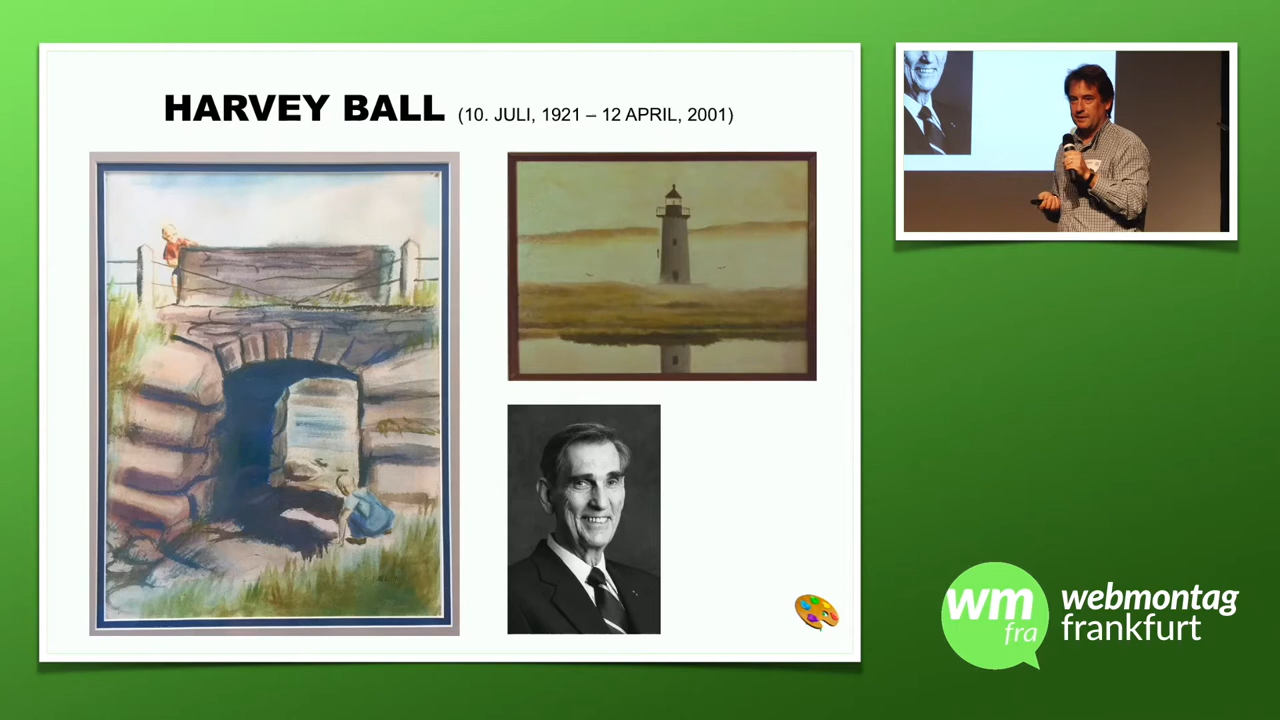 HARVEY BALL (10. JULI, 1921 – 12 APRIL, 2001)
wm
fra
webmontag
frankfurt